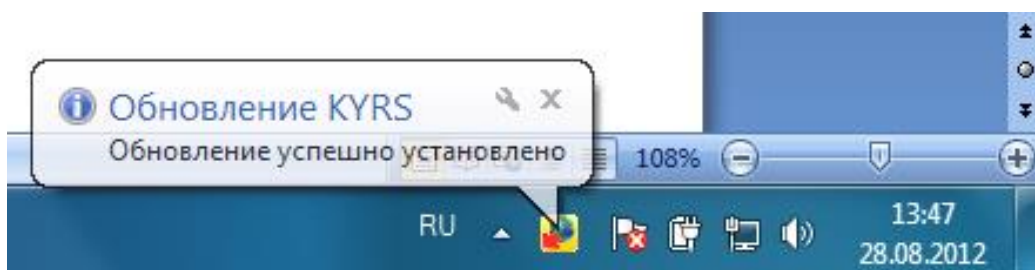 Обновление KYRS
Обновление успешно установлено
108%
RU
13:47
28.08.2012